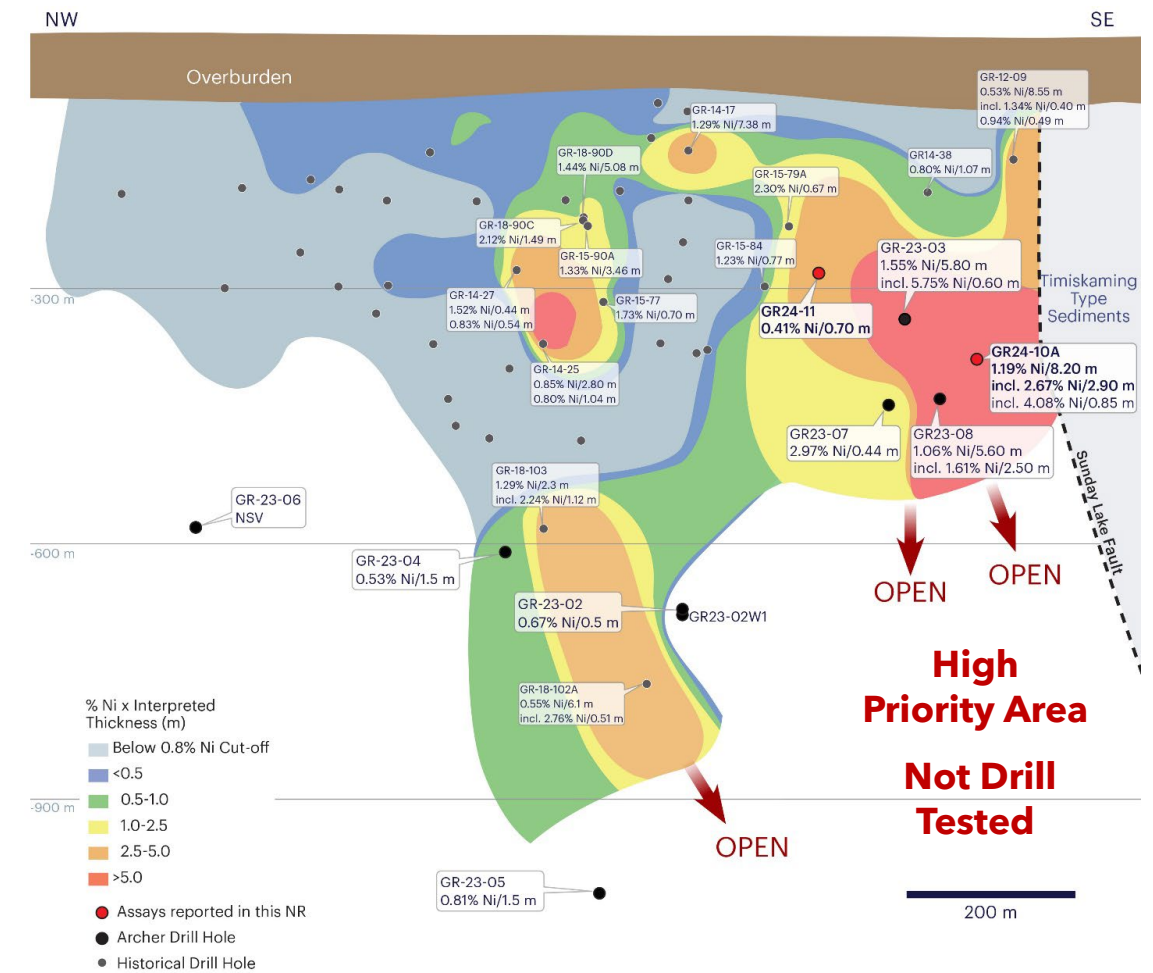 NW
SE
Overburden
GR-12-09
0.53% Ni/8.55 m
incl. 1.34% Ni/0.40 m
0.94% Ni/0.49 m
GR-14-17
1.29% Ni/7.38 m
GR-18-90D
1.44% Ni/5.08 m
GR14-38
0.80% Ni/1.07 m
GR-15-79A
2.30% Ni/0.67 m
GR-18-90C
2.12% Ni/1.49 m
GR-15-90A
1.33% Ni/3.46 m
GR-15-84
1.23% Ni/0.77 m
GR-23-03
1.55% Ni/5.80 m
incl. 5.75% Ni/0.60 m
-300 m
Timiskaming
Type
Sediments
GR-14-27
1.52% Ni/0.44 m
0.83% Ni/0.54 m
GR-15-77
1.73% Ni/0.70 m
GR24-11
0.41% Ni/0.70 m
GR24-10A
1.19% Ni/8.20 m
incl. 2.67% Ni/2.90 m
incl. 4.08% Ni/0.85 m
GR-14-25
0.85% Ni/2.80 m
0.80% Ni/1.04 m
GR23-07
2.97% Ni/0.44 m
GR23-08
1.06% Ni/5.60 m
incl. 1.61% Ni/2.50 m
Sunday Lake Fault
GR-18-103
1.29% Ni/2.3 m
incl. 2.24% Ni/1.12 m
GR-23-06
NSV
-600 m
GR-23-04
0.53% Ni/1.5 m
OPEN
OPEN
GR-23-02
0.67% Ni/0.5 m
GR23-02W1
High
Priority Area
Not Drill
Tested
GR-18-102A
0.55% Ni/6.1 m
incl. 2.76% Ni/0.51 m
% Ni x Interpreted
Thickness (m)
Below 0.8% Ni Cut-off
<0.5
0.5-1.0
1.0-2.5
2.5-5.0
>5.0
-900 m
OPEN
GR-23-05
0.81% Ni/1.5 m
Assays reported in this NR
Archer Drill Hole
Historical Drill Hole
200 m